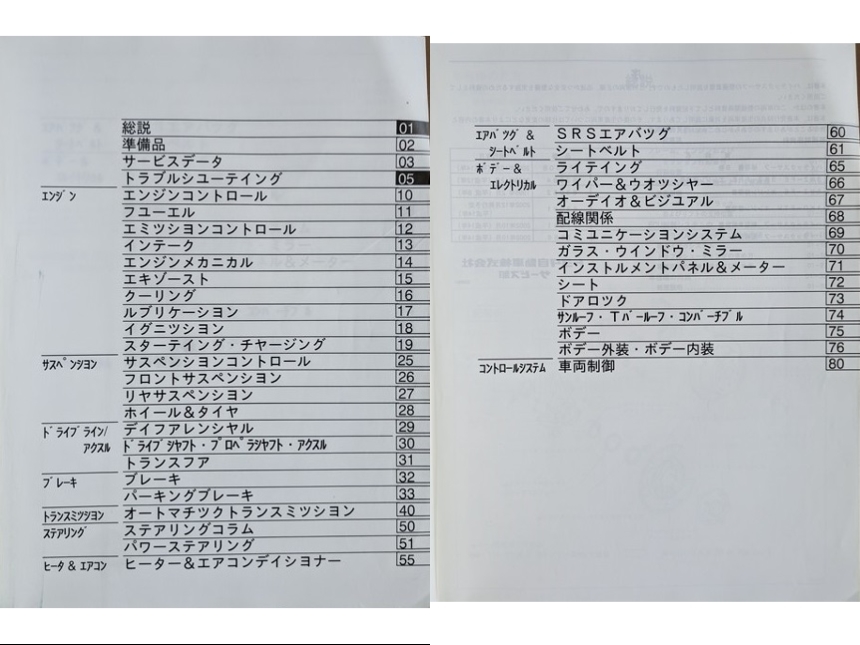 総説 01
準備品 02
サービスデータ 03
トラブルシユーテイング 05
エンジン エンジンコントロール 10
フユーエル 11
エミツシヨンコントロール 12
インテーク 13
エンジンメカニカル 14
エキゾースト 15
クーリング 16
ルブリケーシヨン 17
イグニツシヨン 18
スターテイング・チヤージング 19
サスペンシヨン サスペンシヨンコントロール 25
フロントサスペンシヨン 26
リヤサスペンシヨン 27
ホイール＆タイヤ 28
ドライブライン/ デイフアレンシヤル 29
アクスル ドライブシヤフト・プロペラシヤフト・アクスル 30
トランスフア 31
ブレーキ ブレーキ 32
パーキングブレーキ 33
トランスミツシヨン オートマチツクトランスミツシヨン 40
ステアリング ステアリングコラム 50
パワーステアリング 51
ヒータ & エアコン ヒーター＆エアコンデイシヨナー 55
エアバツグ & ＳＲＳエアバツグ 60
シートベルト シートベルト 61
ボデー & ライテイング 65
エレクトリカル ワイパー＆ウオツシヤー 66
オーデイオ＆ビジユアル 67
配線関係 68
コミユニケーシヨンシステム 69
ガラス・ウインドウ・ミラー 70
インストルメントパネル＆メーター 71
シート 72
ドアロツク 73
サンルーフ・Ｔバールーフ・コンバーチブル 74
ボデー 75
ボデー外装・ボデー内装 76
コントロールシステム 車両制御 80